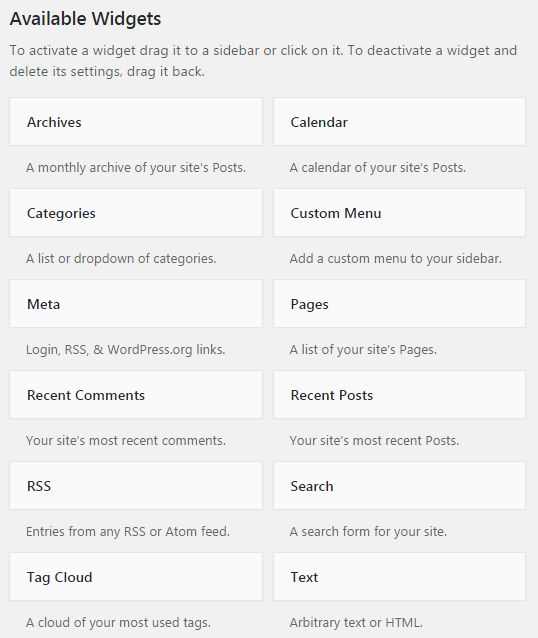 Available Widgets
To activate a widget drag it to a sidebar or click on it. To deactivate a widget and
delete its settings, drag it back.
Archives
A monthly archive of your site's Posts.
Calendar
A calendar of your site's Posts.
Categories
A list or dropdown of categories.
Custom Menu
Add a custom menu to your sidebar.
Meta
Login, RSS, & WordPress.org links.
Pages
A list of your site's Pages.
Recent Comments
Your site's most recent comments.
Recent Posts
Your site's most recent Posts.
RSS
Entries from any RSS or Atom feed.
Search
A search form for your site.
Tag Cloud
A cloud of your most used tags.
Text
Arbitrary text or HTML.